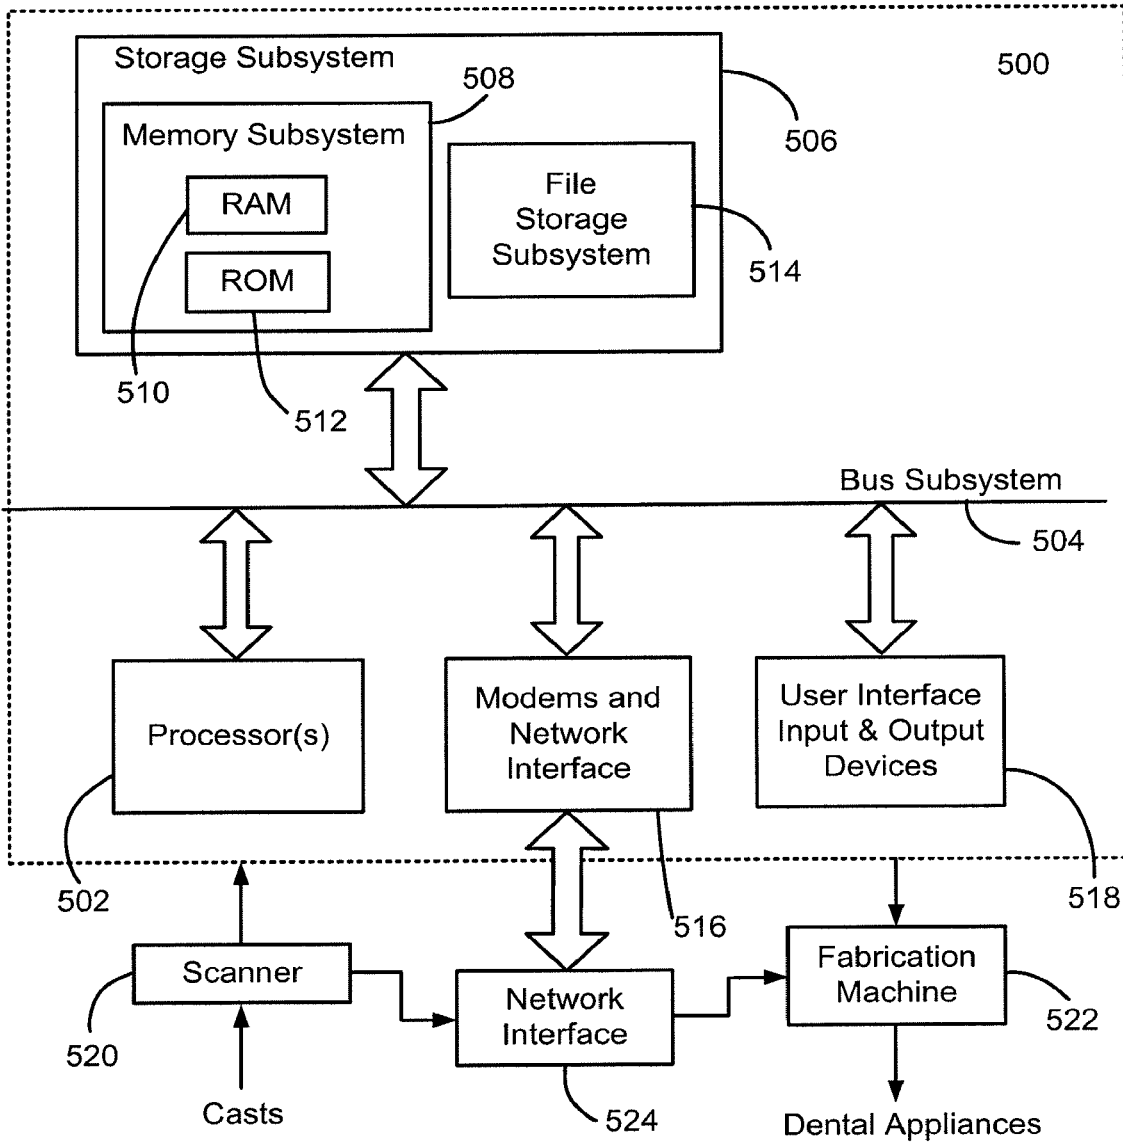 Storage Subsystem
500
508
Memory Subsystem
506
File
Storage
Subsystem
RAM
ROM
514
510
512
Bus Subsystem
504
Processor(s)
Modems and
Network
Interface
User Interface
Input & Output
Devices
502
516
518
Scanner
Network
Interface
Fabrication
Machine
520
522
524
Casts
Dental Appliances